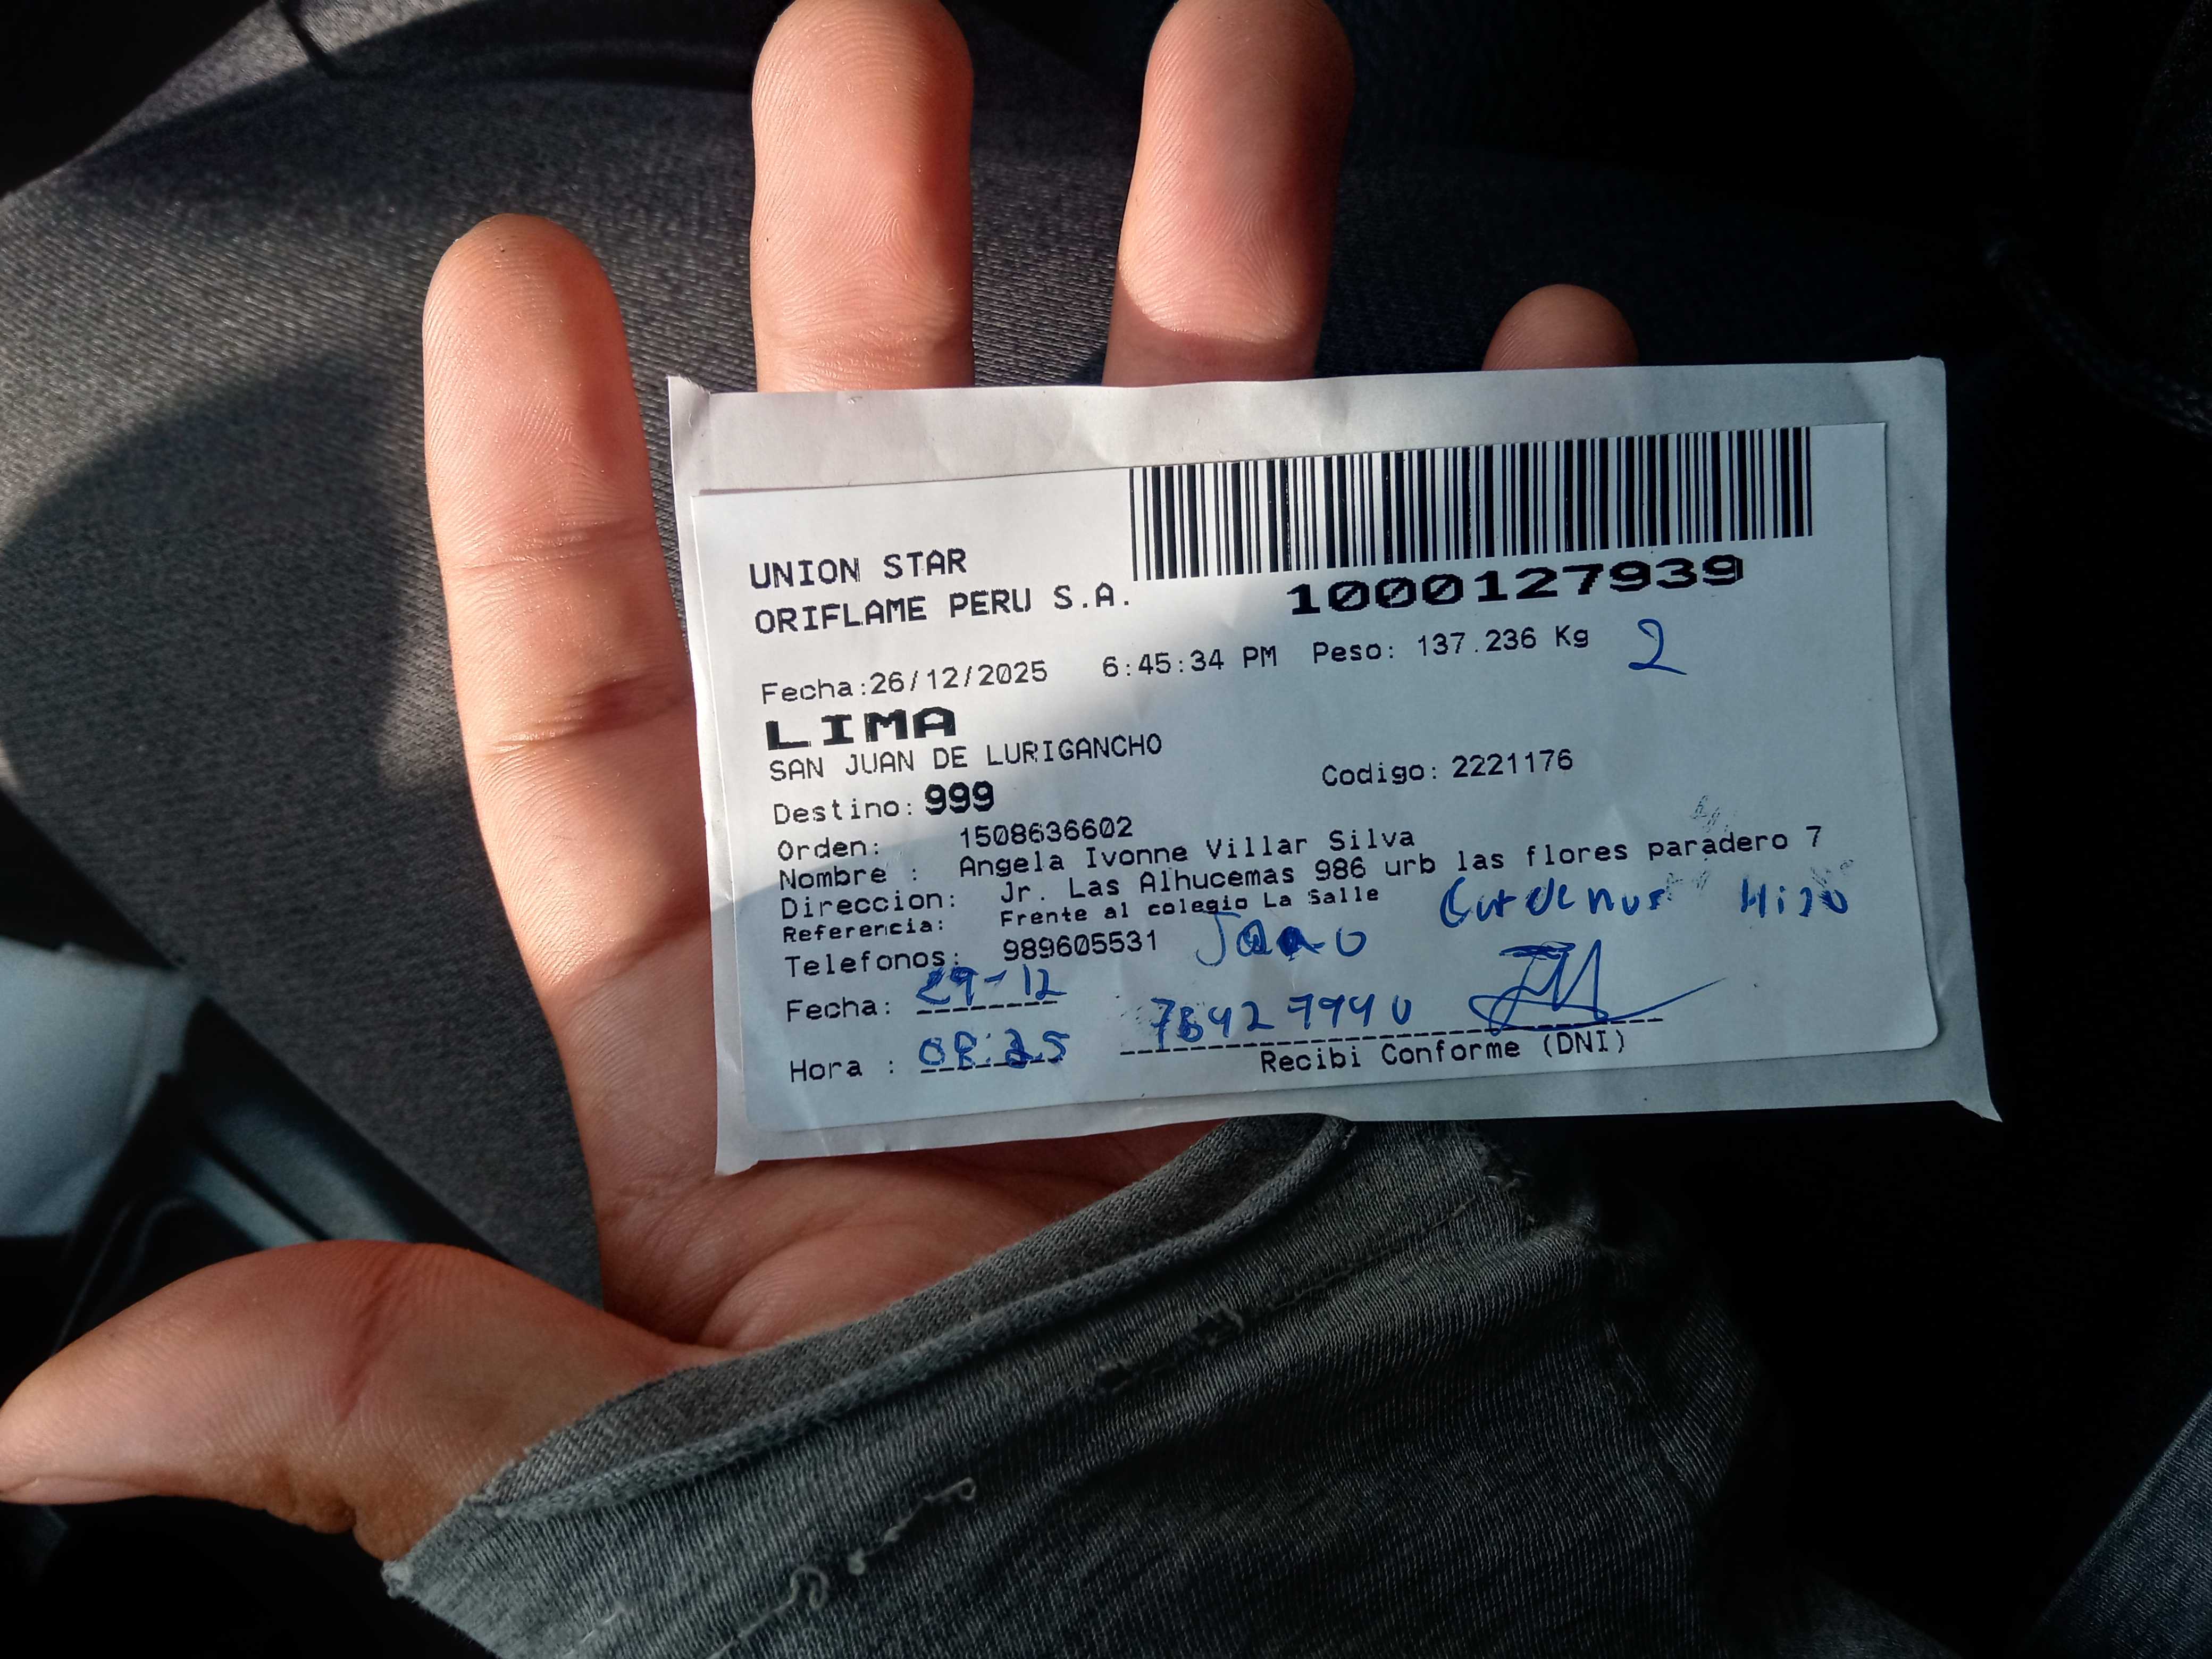 UNION STAR
ORIFLAME PERU S.A.
1000127939
Fecha:26/12/2025 6:45:34 PM Peso: 137.236 Kg 2
LIMA
SAN JUAN DE LURIGANCHO
Codigo: 2221176
Destino: 999
Orden: 1508636602
Nombre : Angela Ivonne Villar Silva
Direccion: Jr. Las Alhucemas 986 urb las flores paradero 7
Referencia: Frente al colegio La Salle
Cardenas Hijo
Telefonos: 989605531
Fecha: 29-12
Hora :
Recibi Conforme (DNI)